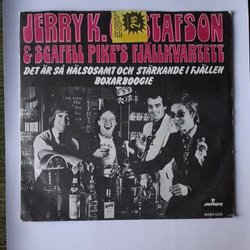 JERRY K. TAFSON
& SCAFELL PIKE'S FJÄLLKVARTETT
DET ÄR SÅ HÄLSOSAMT OCH STÄRKANDE I FJÄLLEN
BOXARBOOGIE